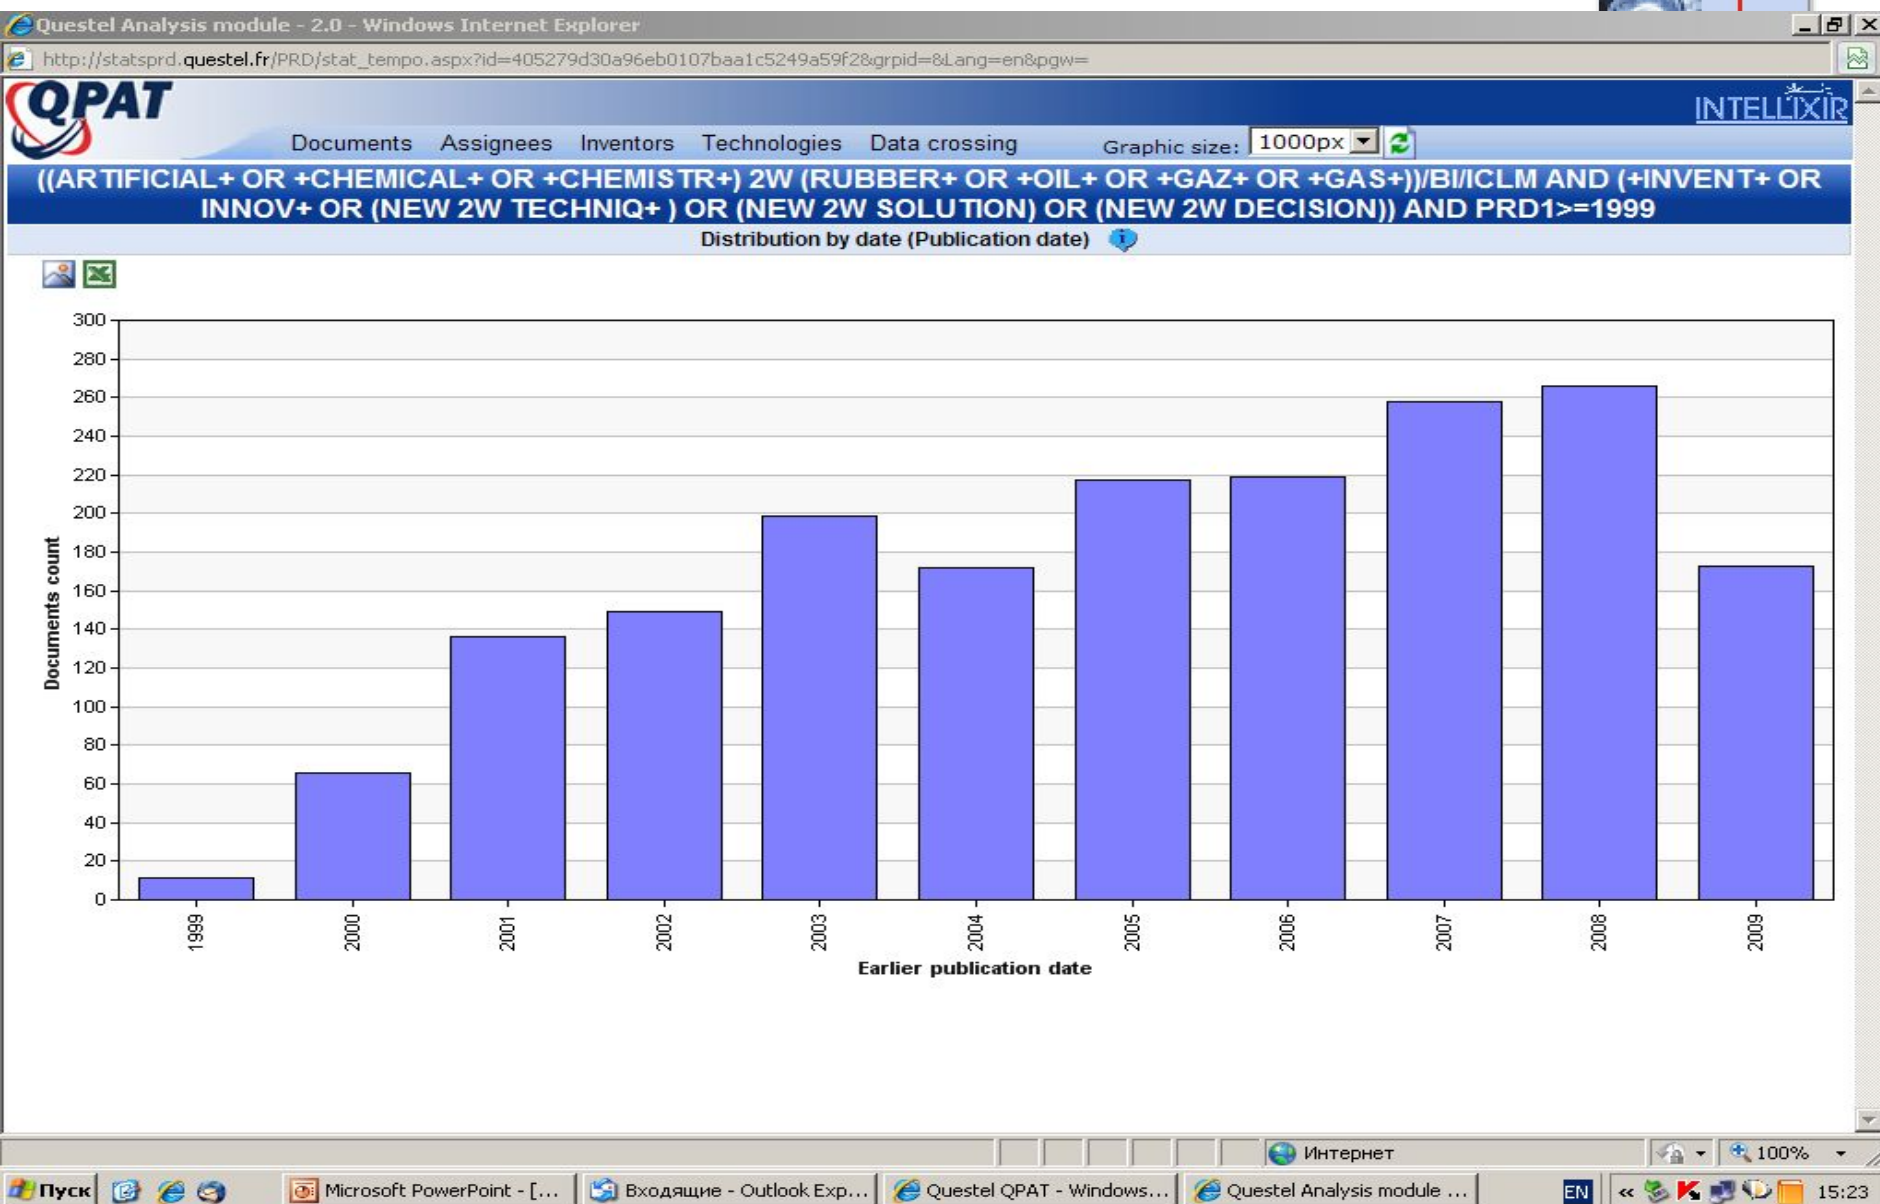 Questel Analysis module - 2.0 - Windows Internet Explorer
http://statsprd.questel.fr/PRD/stat_tempo.aspx?id=405279d30a96eb0107baa1c5249a59f2&grpid=&Lang=en&pgw=
QPAT
INTELLIXIR
Documents Assignees Inventors Technologies Data crossing Graphic size: 1000px
((ARTIFICIAL+ OR +CHEMICAL+ OR +CHEMISTR+) 2W (RUBBER+ OR +OIL+ OR +GAZ+ OR +GAS+))/BI/ICLM AND (+INVENT+ OR
INNOV+ OR (NEW 2W TECHNIQ+ ) OR (NEW 2W SOLUTION) OR (NEW 2W DECISION)) AND PRD1>=1999
Distribution by date (Publication date)
300
280
260
240
220
200
180
160
140
120
100
80
60
40
20
0
Documents count
1999 2000 2001 2002 2003 2004 2005 2006 2007 2008 2009
Earlier publication date
Интернет 100%
Пуск Microsoft PowerPoint - [... Входящие - Outlook Exp... Questel QPAT - Windows... Questel Analysis module ... EN « 15:23